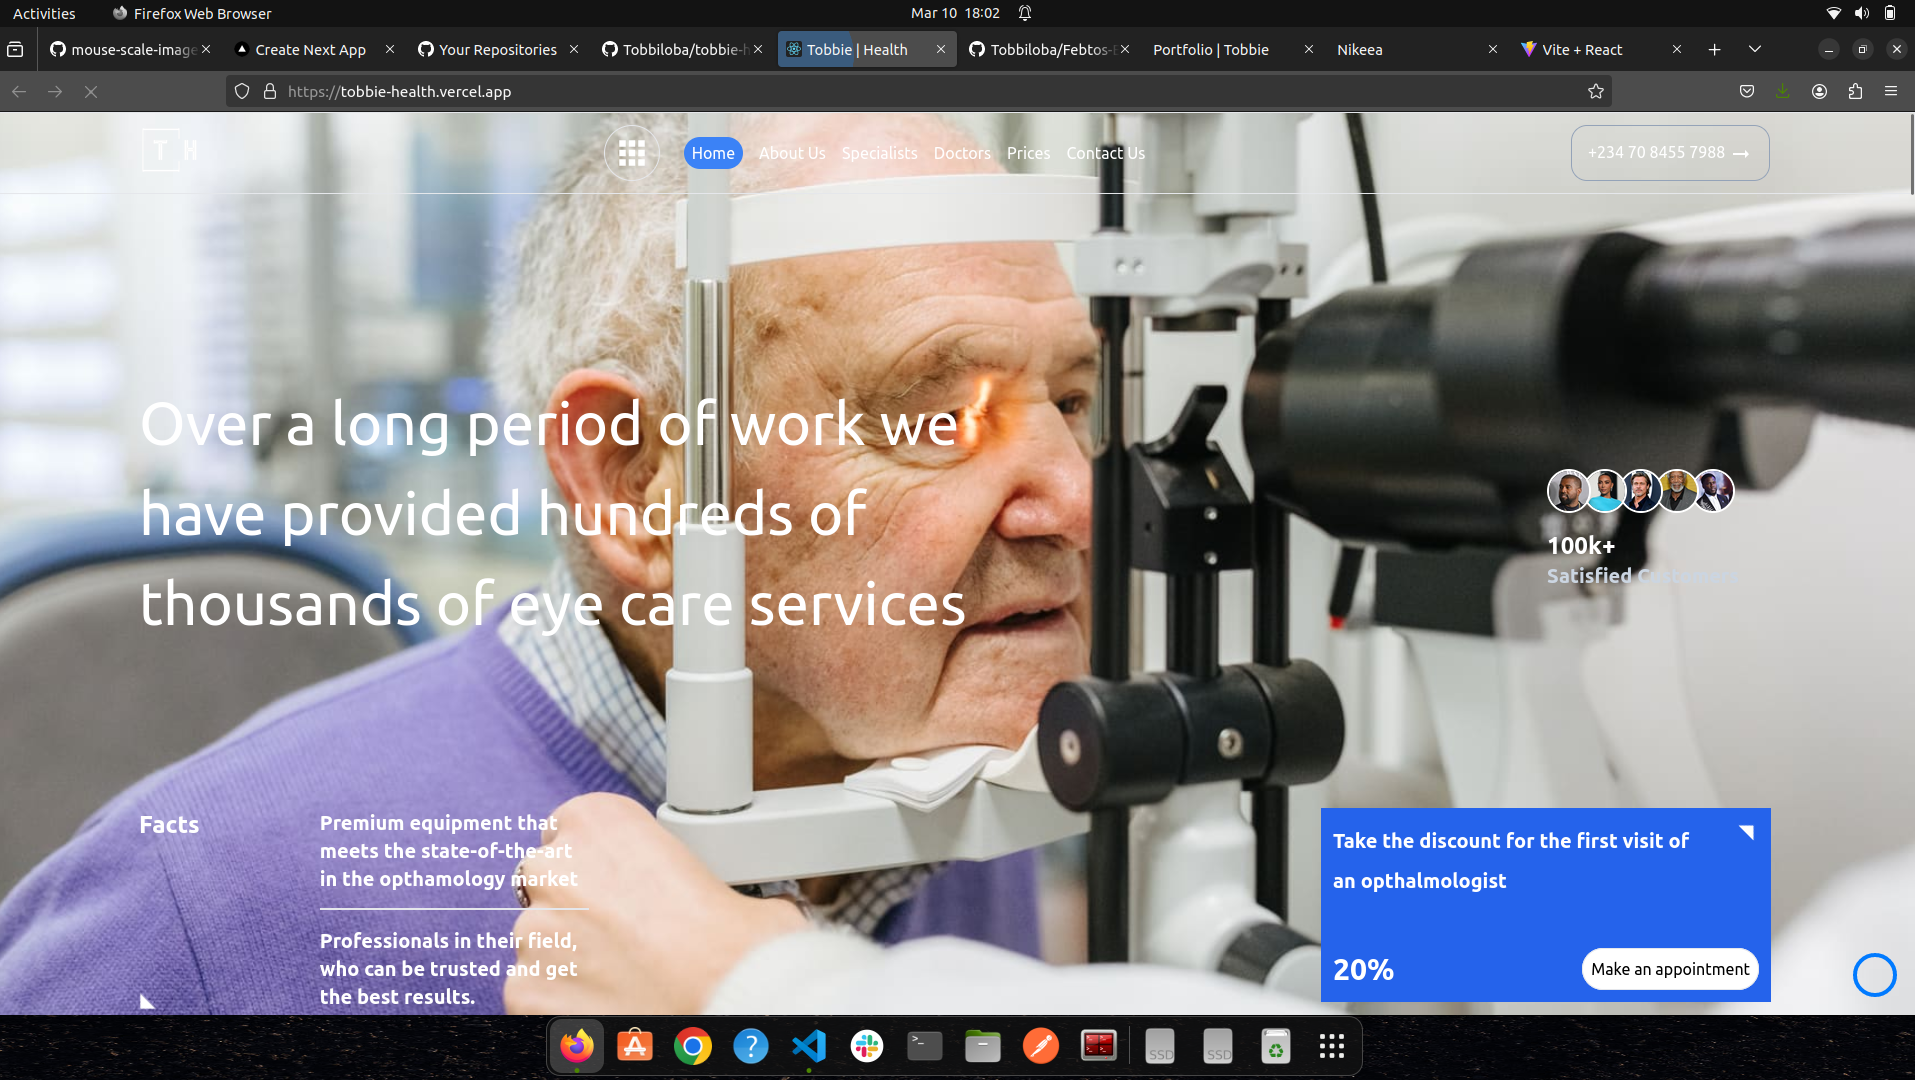 Activities
Firefox Web Browser
Mar 10 18:02
mouse-scale-image
Create Next App
Your Repositories
Tobbiloba/tobbie-h
Tobbie | Health
Tobbiloba/Febtos-E
Portfolio | Tobbie
Nikeea
Vite + React
https://tobbie-health.vercel.app
T H
Home
About Us
Specialists
Doctors
Prices
Contact Us
+234 70 8455 7988
Over a long period of work we
have provided hundreds of
thousands of eye care services
100k+
Satisfied Customers
Facts
Premium equipment that
meets the state-of-the-art
in the opthamology market
Professionals in their field,
who can be trusted and get
the best results.
Take the discount for the first visit of
an opthalmologist
20%
Make an appointment
SSD
SSD